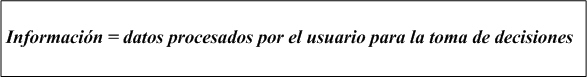 Información = datos procesados por el usuario para la toma de decisiones